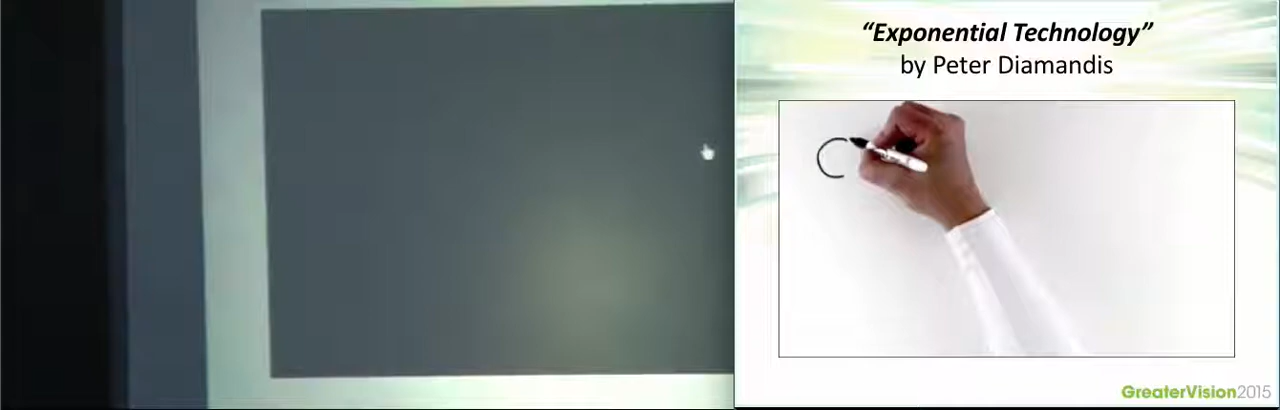 “Exponential Technology”
by Peter Diamandis
C
GreaterVision2015